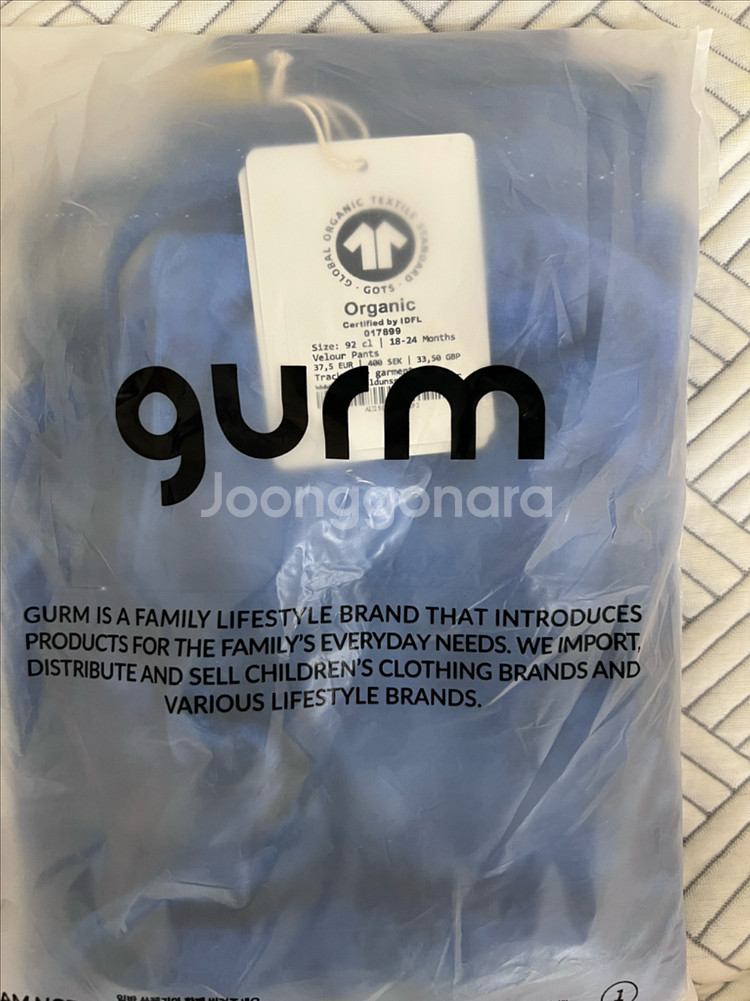 GLOBAL ORGANIC TEXTILE STANDARD · GOTS ·
Organic
Certified by IDFL
017899
Size: 92 cl | 18-24 Months
Velour Pants
37,5 EUR | 400 SEK | 33,50 GBP
garment
gurm
Joonggonara
GURM IS A FAMILY LIFESTYLE BRAND THAT INTRODUCES
PRODUCTS FOR THE FAMILY'S EVERYDAY NEEDS. WE IMPORT,
DISTRIBUTE AND SELL CHILDREN'S CLOTHING BRANDS AND
VARIOUS LIFESTYLE BRANDS.